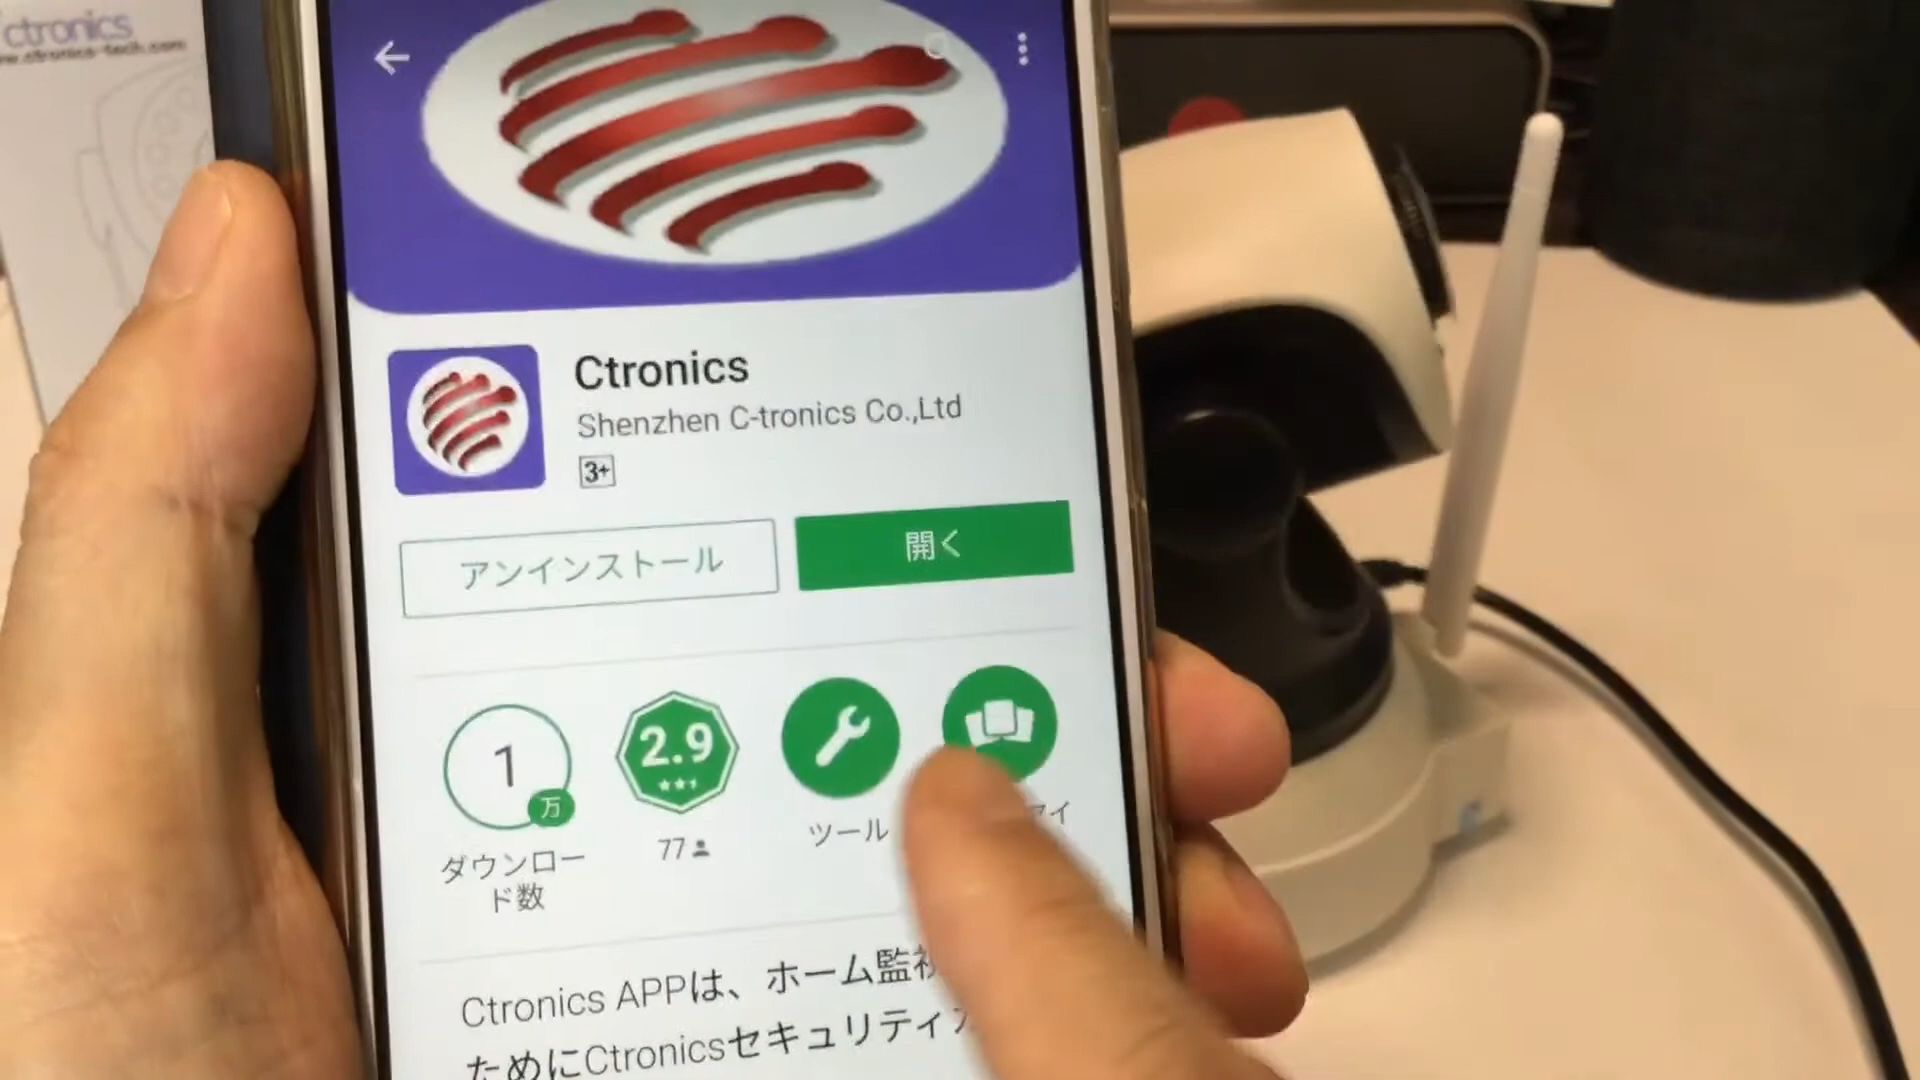 ctronics
Ctronics
Shenzhen C-tronics Co.,Ltd
3+
アンインストール
開く
1
万
2.9
77
ダウンロー
ド数
ツール
アイ
Ctronics APPは、ホーム監視
ためにCtronicsセキュリティ